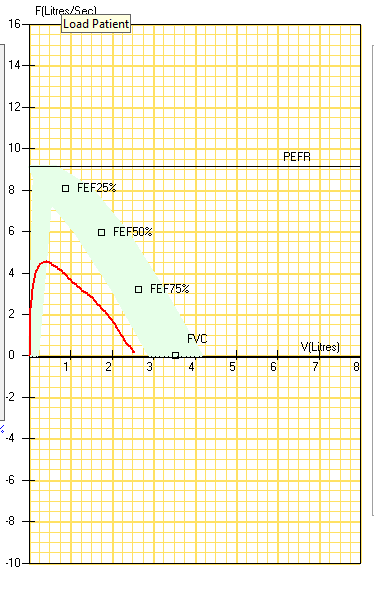 F(Litres/Sec)
Load Patient
16
14
12
10
PEFR
8
FEF25%
6
FEF50%
4
FEF75%
2
FVC
V(Litres)
0
1 2 3 4 5 6 7 8
-2
%
-4
-6
-8
-10